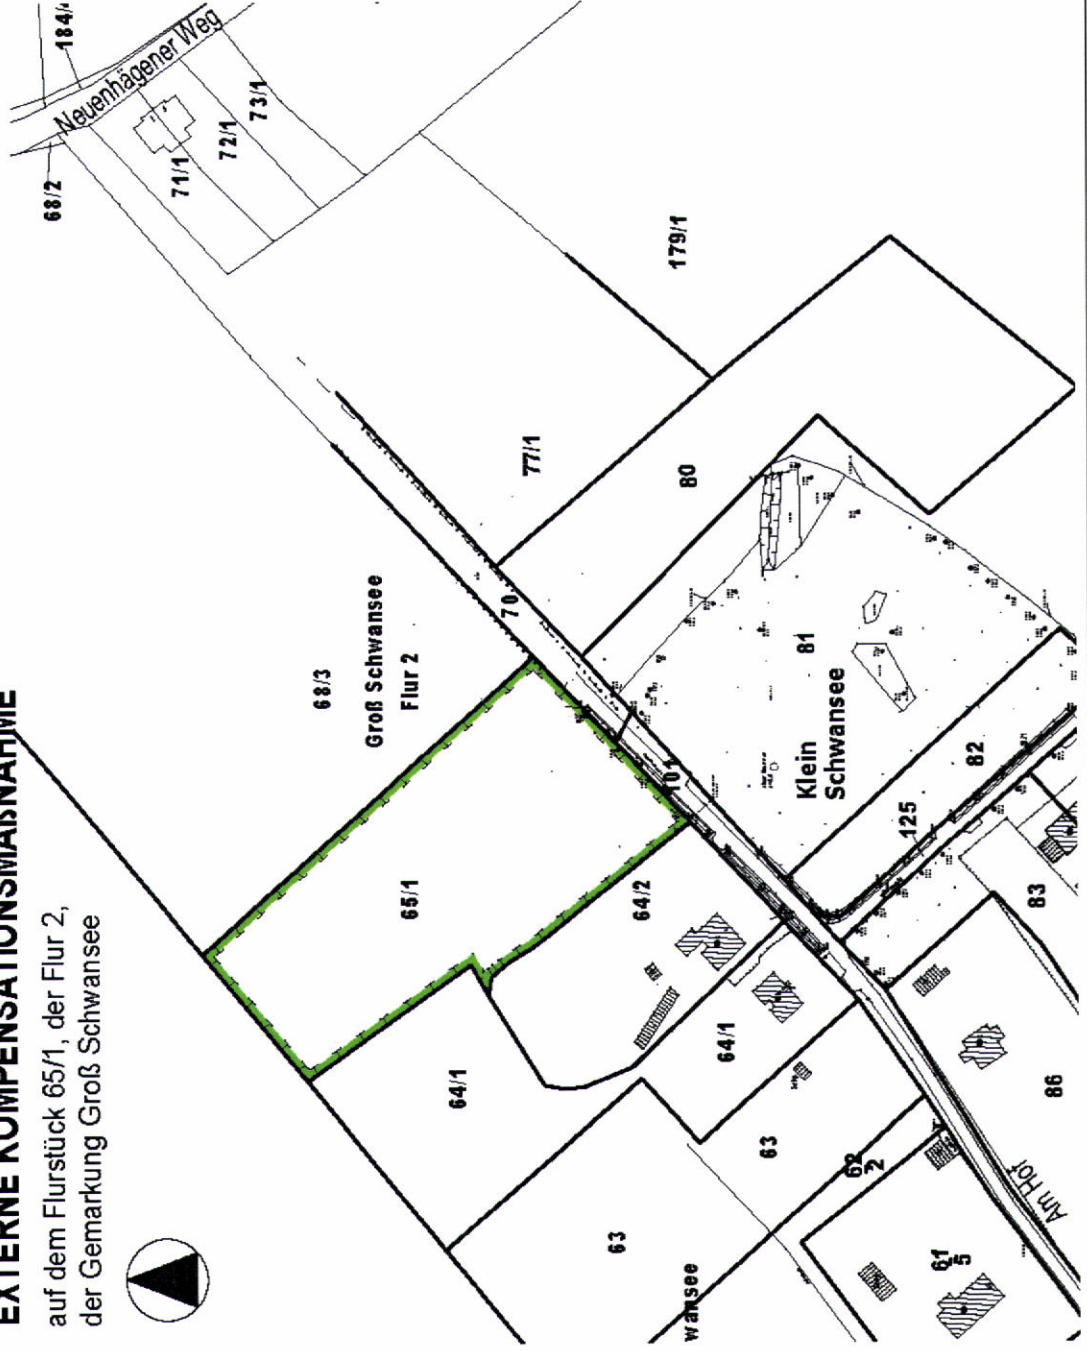 EXTERNE KOMPENSATIONSMAßNAHME
auf dem Flurstück 65/1, der Flur 2,
der Gemarkung Groß Schwansee
68/2
184/
Neuenhägener Weg
71/1
72/1
73/1
68/3
Groß Schwansee
Flur 2
70
77/1
179/1
80
65/1
101
81
Klein
Schwansee
64/2
82
125
83
64/1
64/1
63
63
62
2
86
Am Hof
61
5
wansee